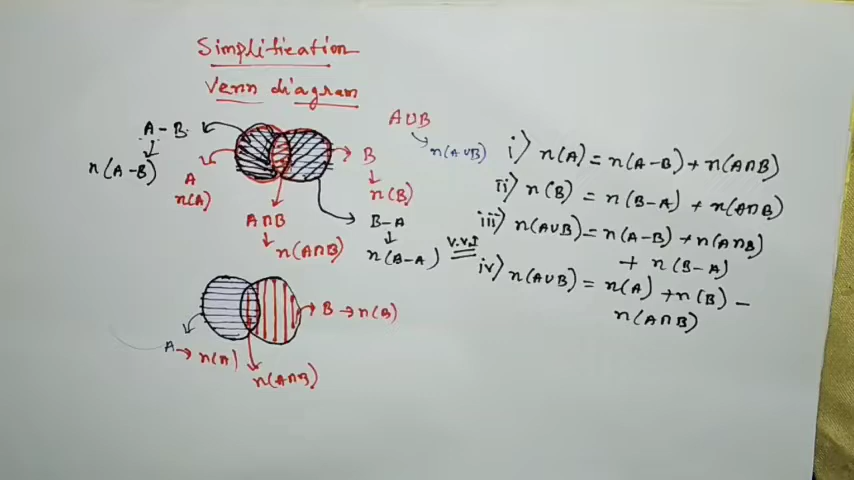 Simplification
Venn diagram
A - B
n(A-B)
A
n(A)
A∩B
n(A∩B)
B
n(B)
B-A
n(B-A)
A∪B
n(A∪B)
i) n(A) = n(A-B) + n(A∩B)
ii) n(B) = n(B-A) + n(A∩B)
iii) n(A∪B) = n(A-B) + n(A∩B)
+ n(B-A)
V.V.I
iv) n(A∪B) = n(A) + n(B) -
n(A∩B)
B → n(B)
A → n(A)
n(A∩B)